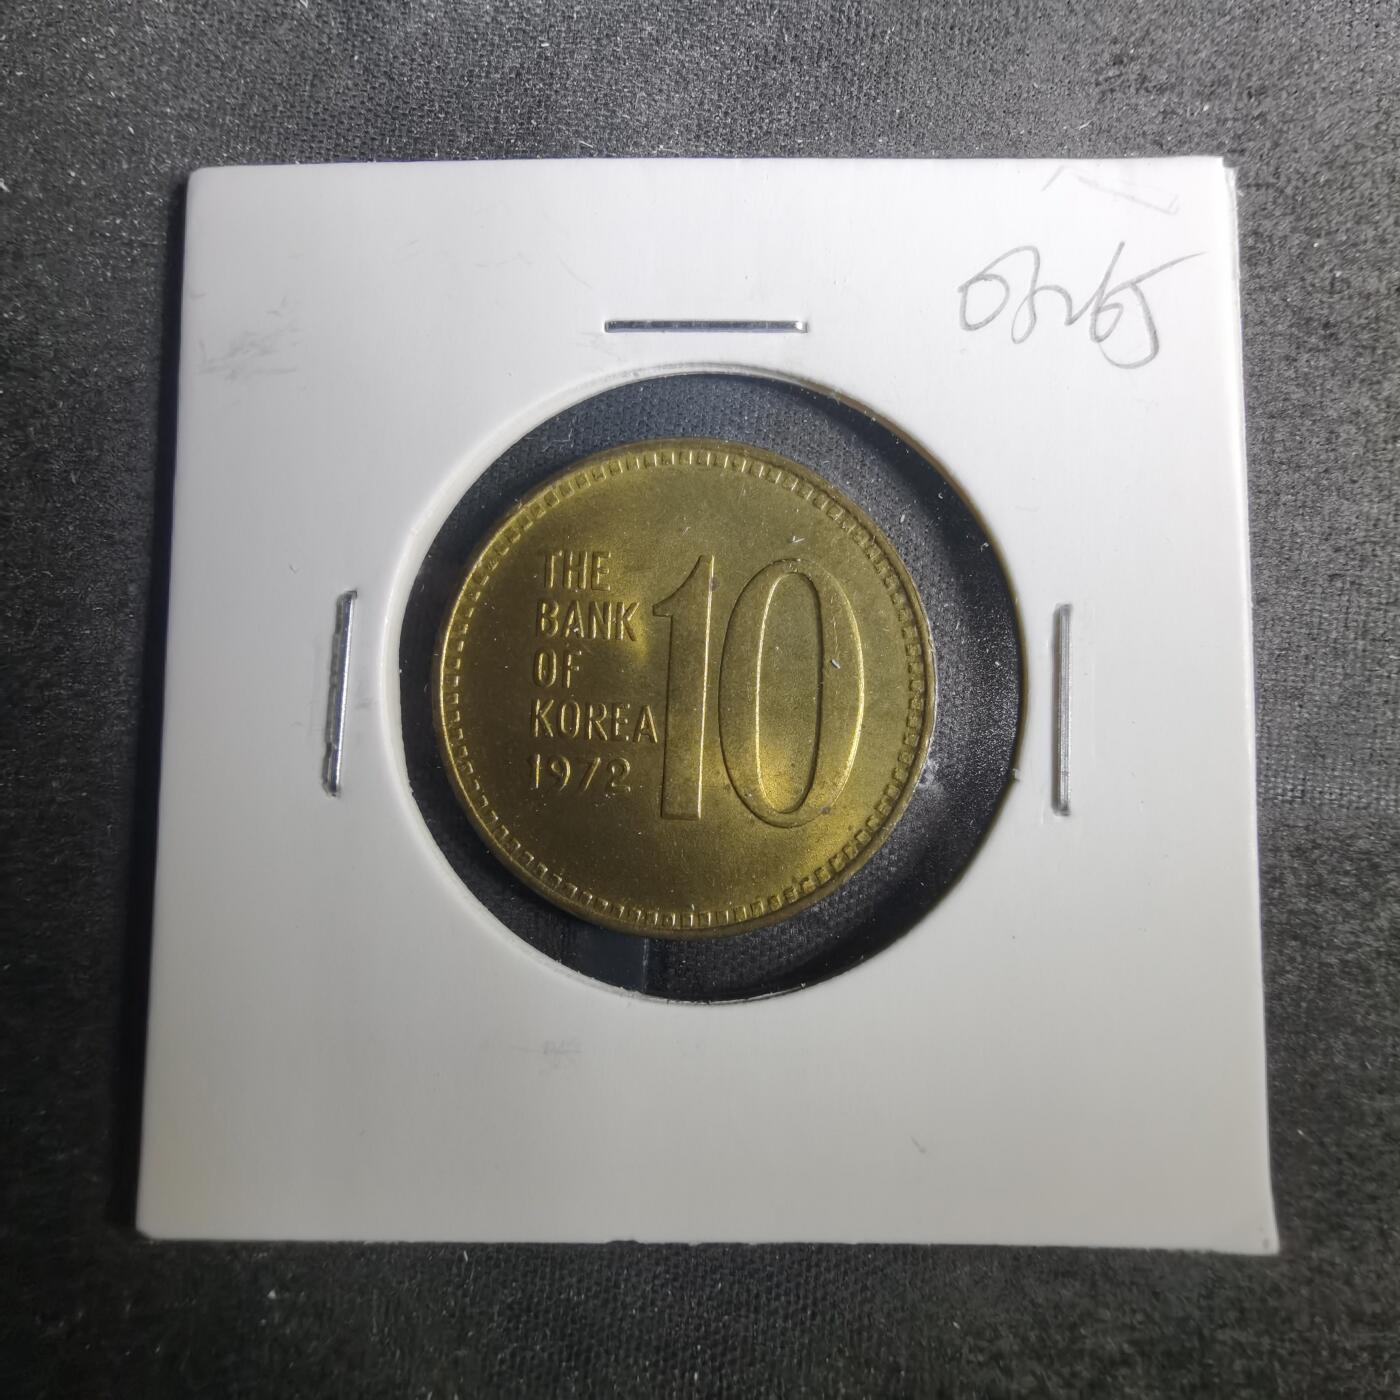 THE
BANK
OF
KOREA
1972
10